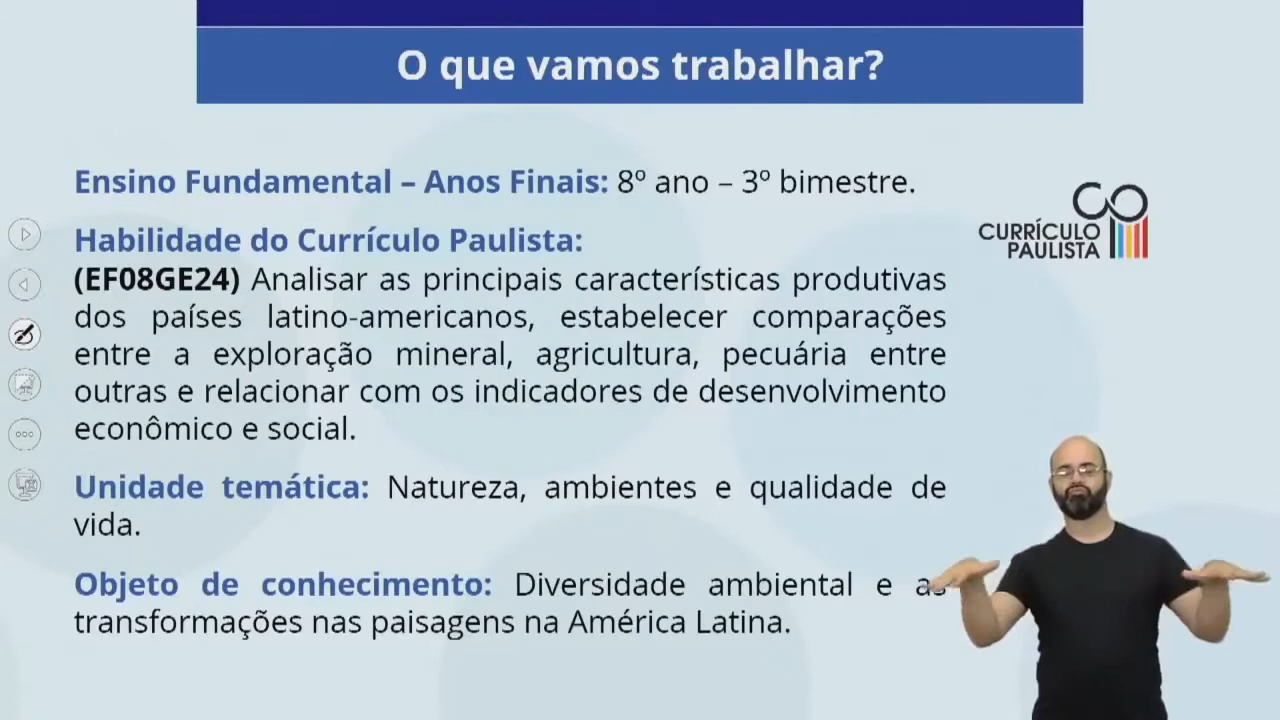 O que vamos trabalhar?
Ensino Fundamental – Anos Finais: 8º ano – 3º bimestre.
CURRÍCULO
PAULISTA
Habilidade do Currículo Paulista:
(EF08GE24) Analisar as principais características produtivas
dos países latino-americanos, estabelecer comparações
entre a exploração mineral, agricultura, pecuária entre
outras e relacionar com os indicadores de desenvolvimento
econômico e social.
Unidade temática: Natureza, ambientes e qualidade de
vida.
Objeto de conhecimento: Diversidade ambiental e as
transformações nas paisagens na América Latina.